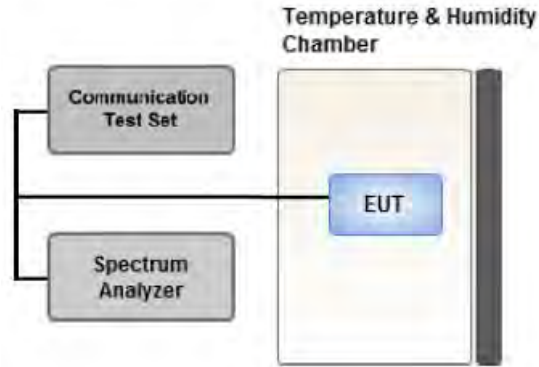 Temperature & Humidity
Chamber
Communication
Test Set
EUT
Spectrum
Analyzer